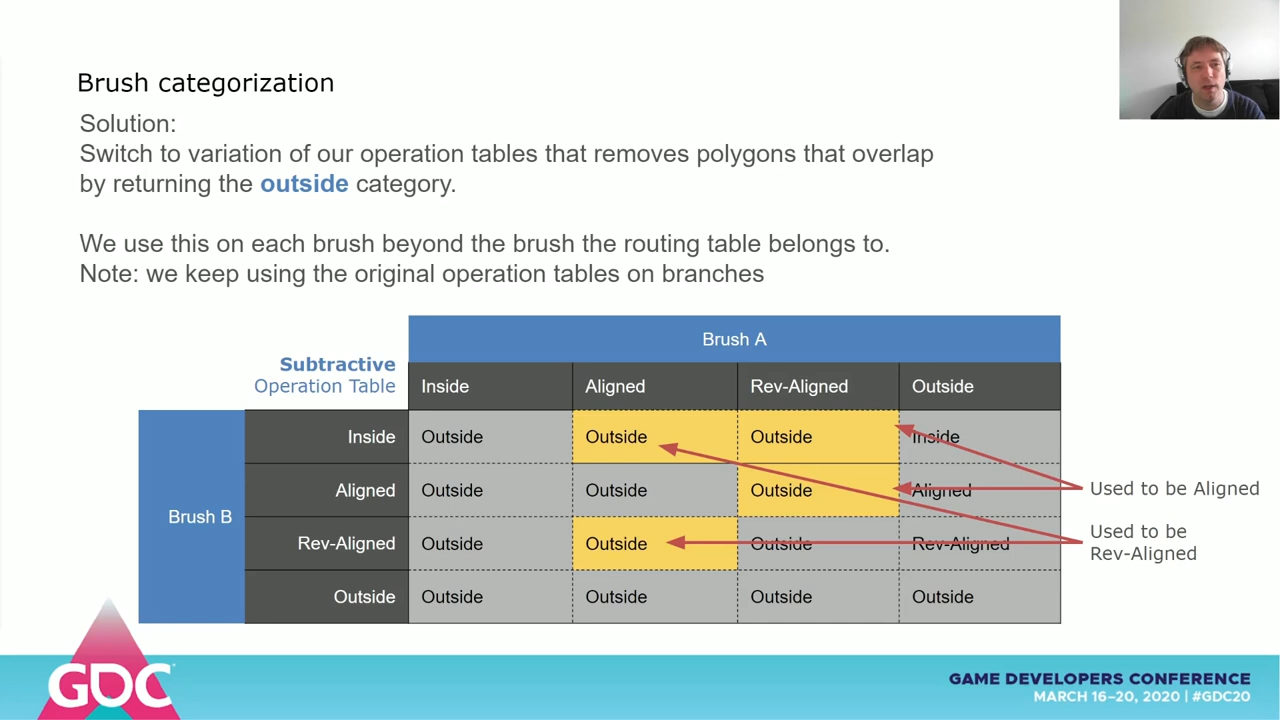 Brush categorization
Solution:
Switch to variation of our operation tables that removes polygons that overlap
by returning the outside category.
We use this on each brush beyond the brush the routing table belongs to.
Note: we keep using the original operation tables on branches
Subtractive
Operation Table
Brush A
Inside Aligned Rev-Aligned Outside
Brush B
Inside Outside Outside Outside Inside
Aligned Outside Outside Outside Aligned
Rev-Aligned Outside Outside Outside Rev-Aligned
Outside Outside Outside Outside Outside
Used to be Aligned
Used to be
Rev-Aligned
GDC
GAME DEVELOPERS CONFERENCE
MARCH 16–20, 2020 | #GDC20